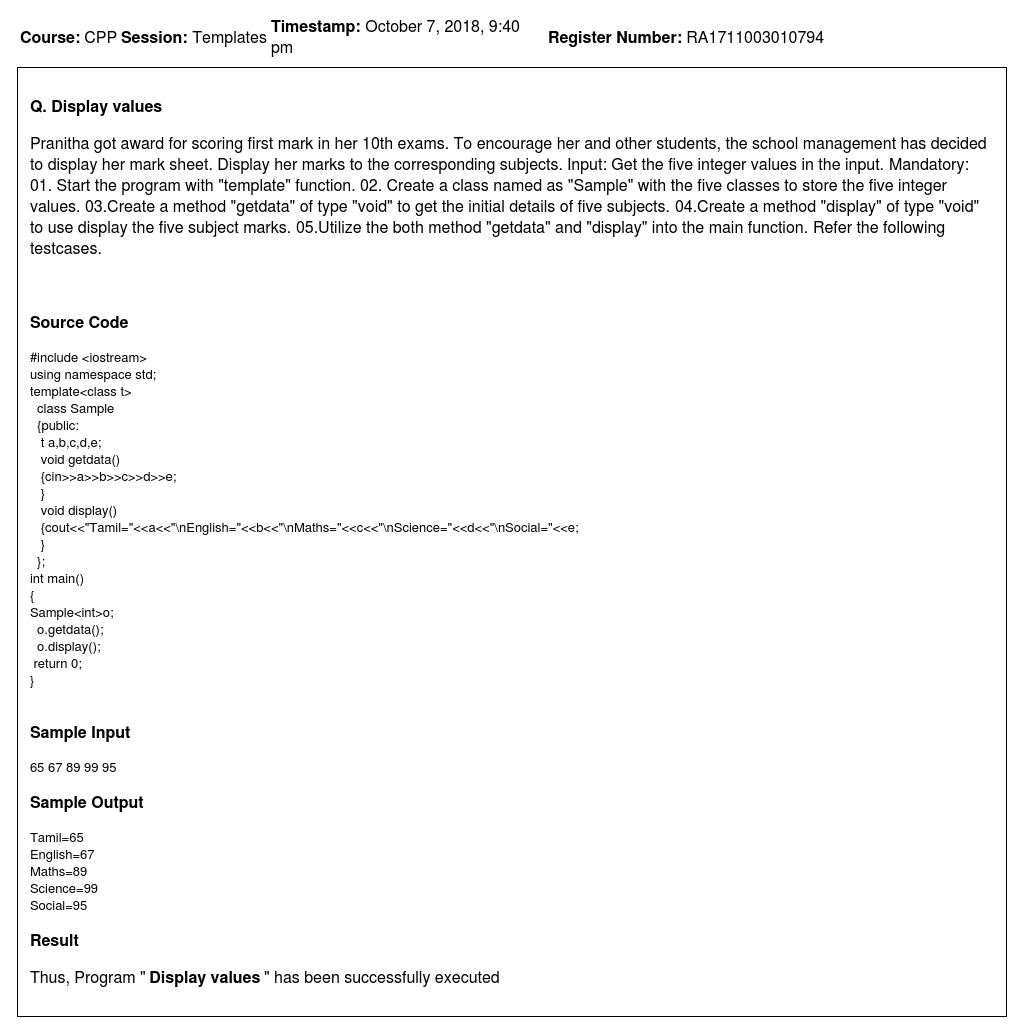 Course: CPP Session: Templates Timestamp: October 7, 2018, 9:40 pm Register Number: RA1711003010794
Q. Display values
Pranitha got award for scoring first mark in her 10th exams. To encourage her and other students, the school management has decided
to display her mark sheet. Display her marks to the corresponding subjects. Input: Get the five integer values in the input. Mandatory:
01. Start the program with "template" function. 02. Create a class named as "Sample" with the five classes to store the five integer
values. 03.Create a method "getdata" of type "void" to get the initial details of five subjects. 04.Create a method "display" of type "void"
to use display the five subject marks. 05.Utilize the both method "getdata" and "display" into the main function. Refer the following
testcases.
Source Code
#include <iostream>
using namespace std;
template<class t>
class Sample
{public:
t a,b,c,d,e;
void getdata()
{cin>>a>>b>>c>>d>>e;
}
void display()
{cout<<"Tamil="<<a<<"\nEnglish="<<b<<"\nMaths="<<c<<"\nScience="<<d<<"\nSocial="<<e;
}
};
int main()
{
Sample<int>o;
o.getdata();
o.display();
return 0;
}
Sample Input
65 67 89 99 95
Sample Output
Tamil=65
English=67
Maths=89
Science=99
Social=95
Result
Thus, Program " Display values " has been successfully executed